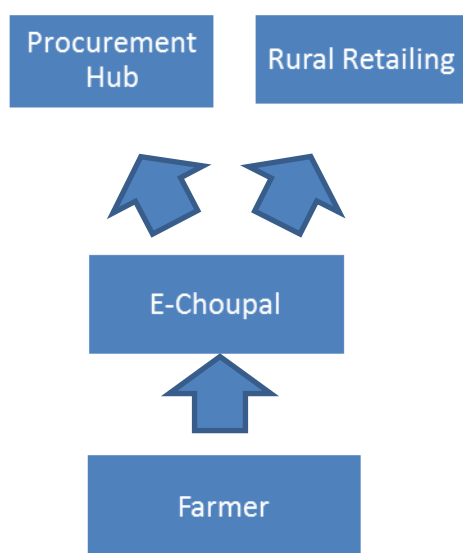 Procurement
Hub
Rural Retailing
E-Choupal
Farmer